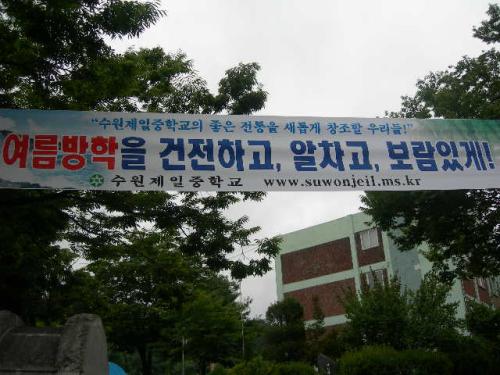 "수원제일중학교의 좋은 전통을 새롭게 창조할 우리들!"
여름방학을 건전하고, 알차고, 보람있게!
수원제일중학교 www.suwonjeil.ms.kr